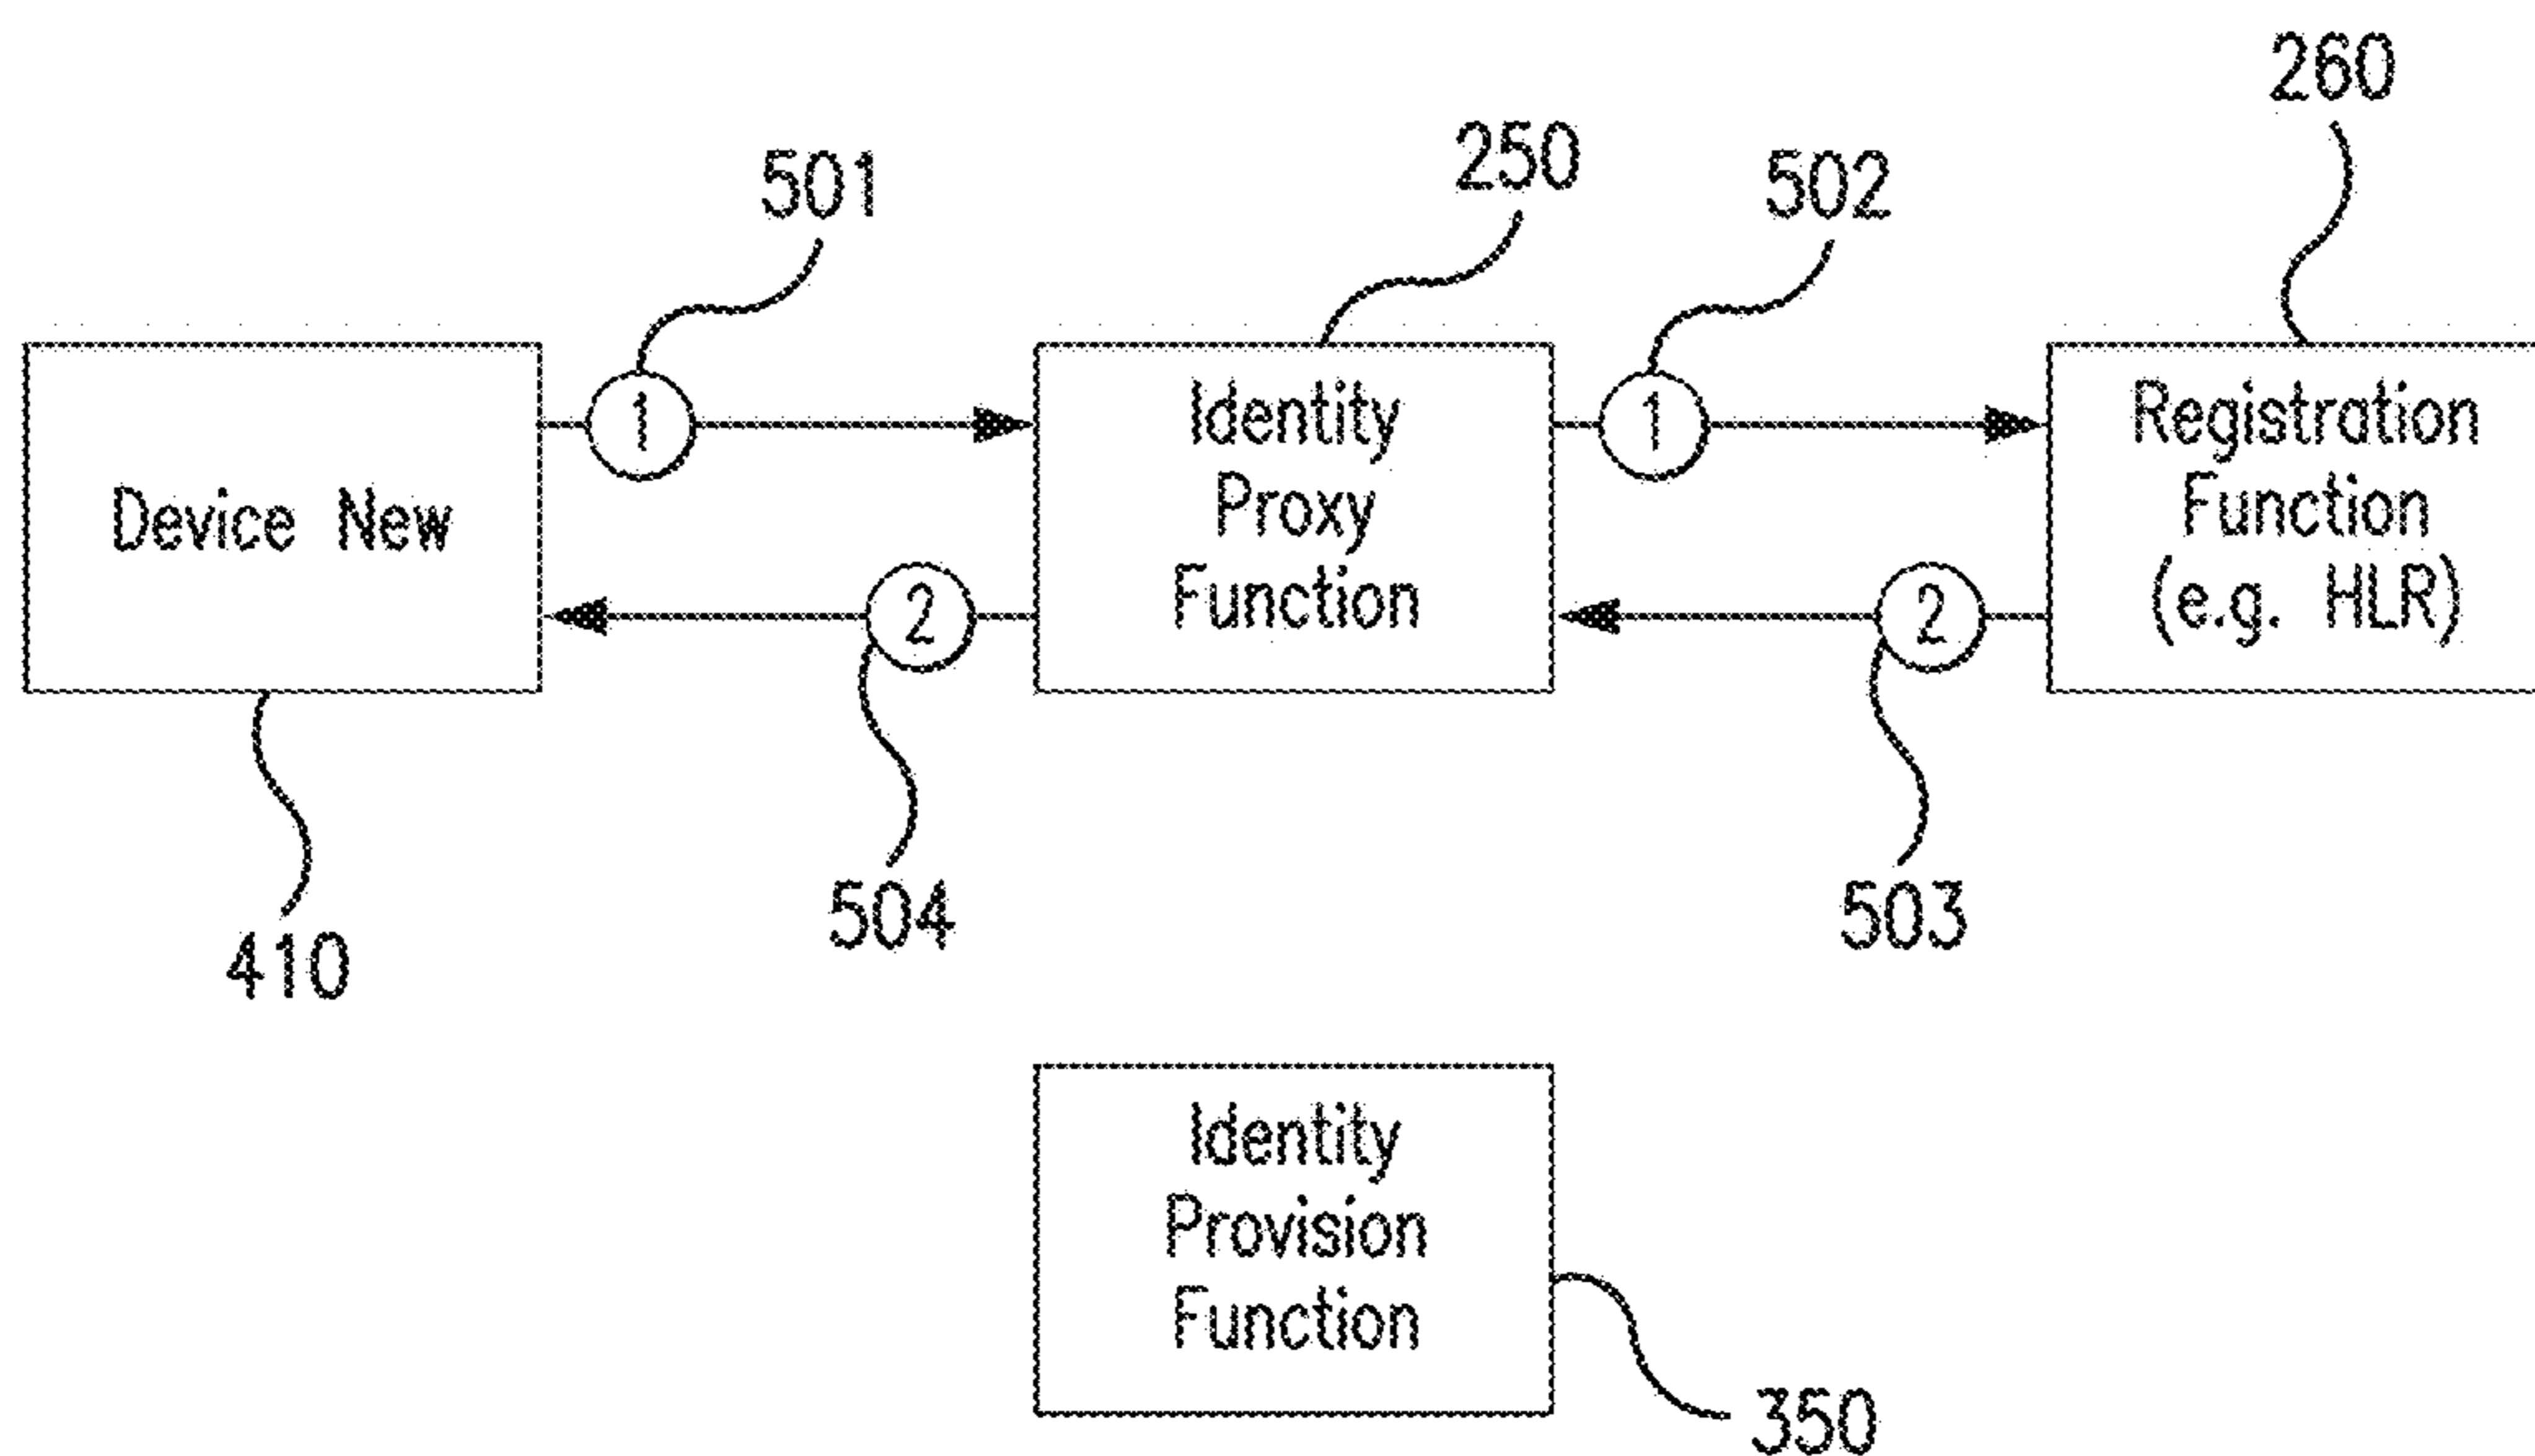 260
250
501
502
Device New
1
Identity
Proxy
Function
1
Registration
Function
(e.g. HLR)
2
2
410
504
503
Identity
Provision
Function
350